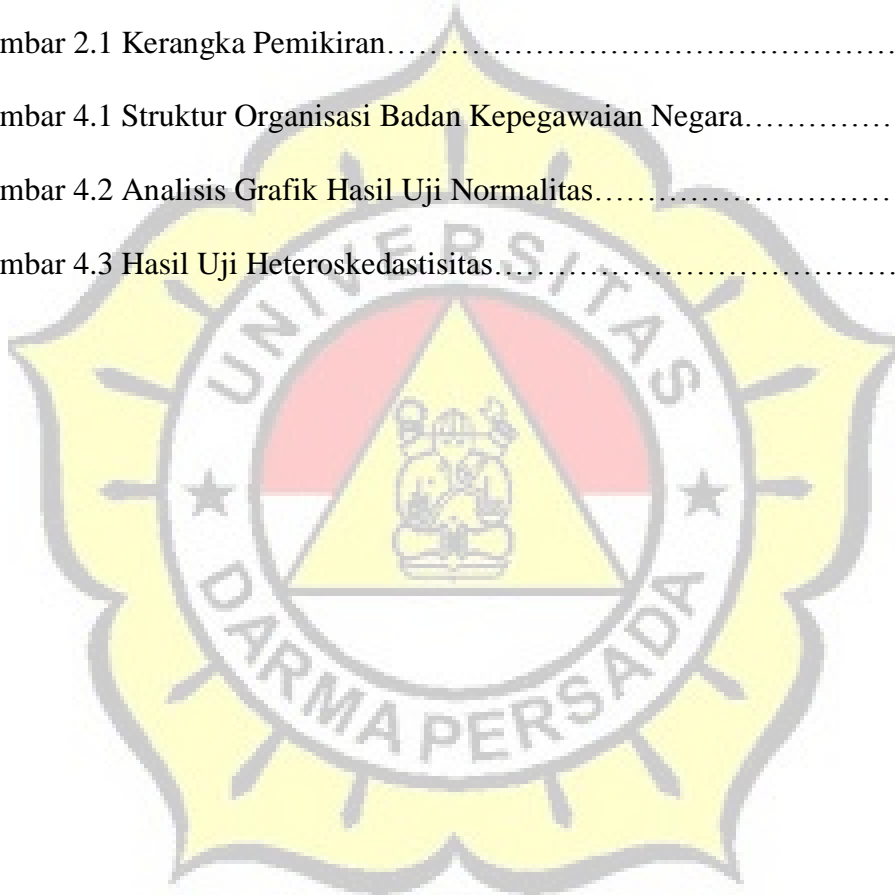 mbar 2.1 Kerangka Pemikiran……………………………………………
mbar 4.1 Struktur Organisasi Badan Kepegawaian Negara……………
mbar 4.2 Analisis Grafik Hasil Uji Normalitas…………………………
mbar 4.3 Hasil Uji Heteroskedastisitas……………………………………
UNIVERSITAS
DARMA PERSADA